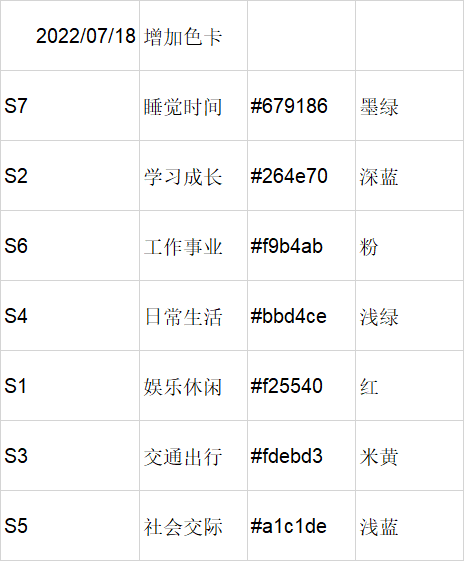 2022/07/18 增加色卡
S7 睡觉时间 #679186 墨绿
S2 学习成长 #264e70 深蓝
S6 工作事业 #f9b4ab 粉
S4 日常生活 #bbd4ce 浅绿
S1 娱乐休闲 #f25540 红
S3 交通出行 #fdebd3 米黄
S5 社会交际 #a1c1de 浅蓝